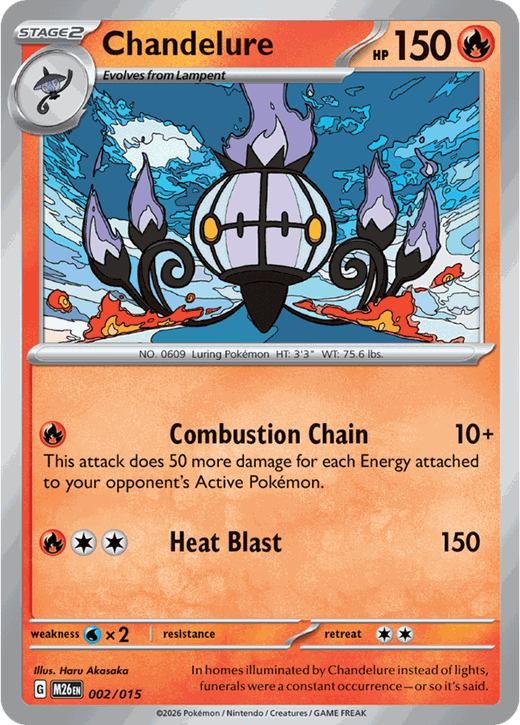 STAGE2
Chandelure
HP 150
Evolves from Lampent
NO. 0609 Luring Pokémon HT: 3'3" WT: 75.6 lbs.
Combustion Chain 10+
This attack does 50 more damage for each Energy attached
to your opponent's Active Pokémon.
Heat Blast 150
weakness ×2 resistance retreat
Illus. Haru Akasaka
In homes illuminated by Chandelure instead of lights,
funerals were a constant occurrence—or so it's said.
G M26 EN 002/015
©2026 Pokémon / Nintendo / Creatures / GAME FREAK